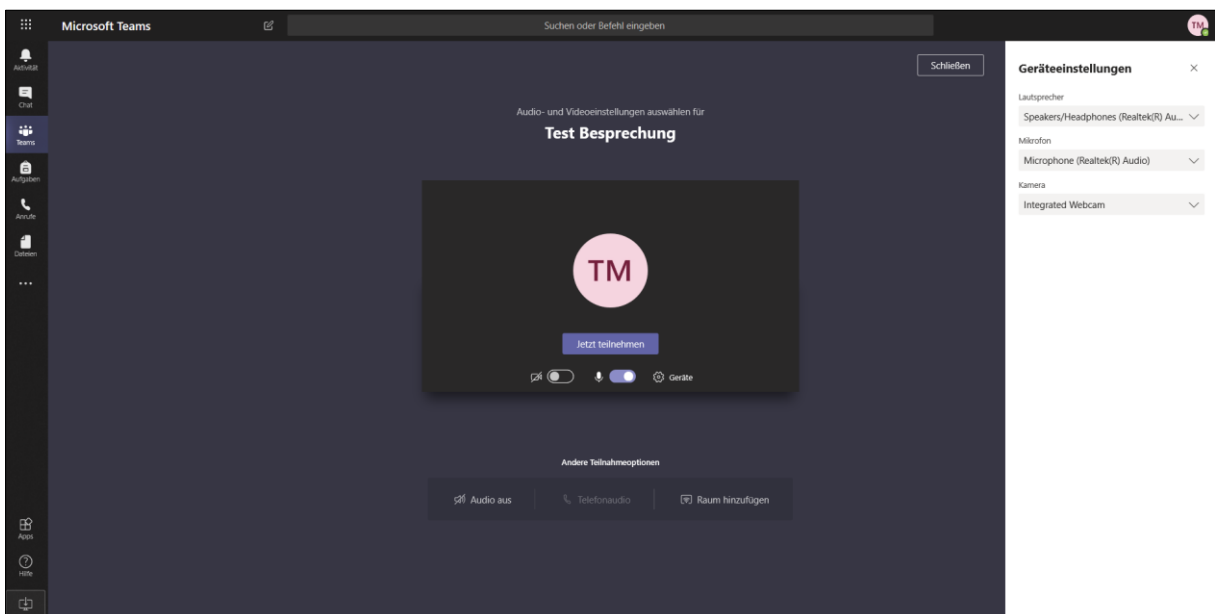 Microsoft Teams
Suchen oder Befehl eingeben
TM
Aktivität
Chat
Teams
Aufgaben
Anrufe
Dateien
Apps
Hilfe
Schließen
Audio- und Videoeinstellungen auswählen für
Test Besprechung
TM
Jetzt teilnehmen
Geräte
Andere Teilnahmeoptionen
Audio aus
Telefonaudio
Raum hinzufügen
Geräteeinstellungen
Lautsprecher
Speakers/Headphones (Realtek(R) Au...
Mikrofon
Microphone (Realtek(R) Audio)
Kamera
Integrated Webcam